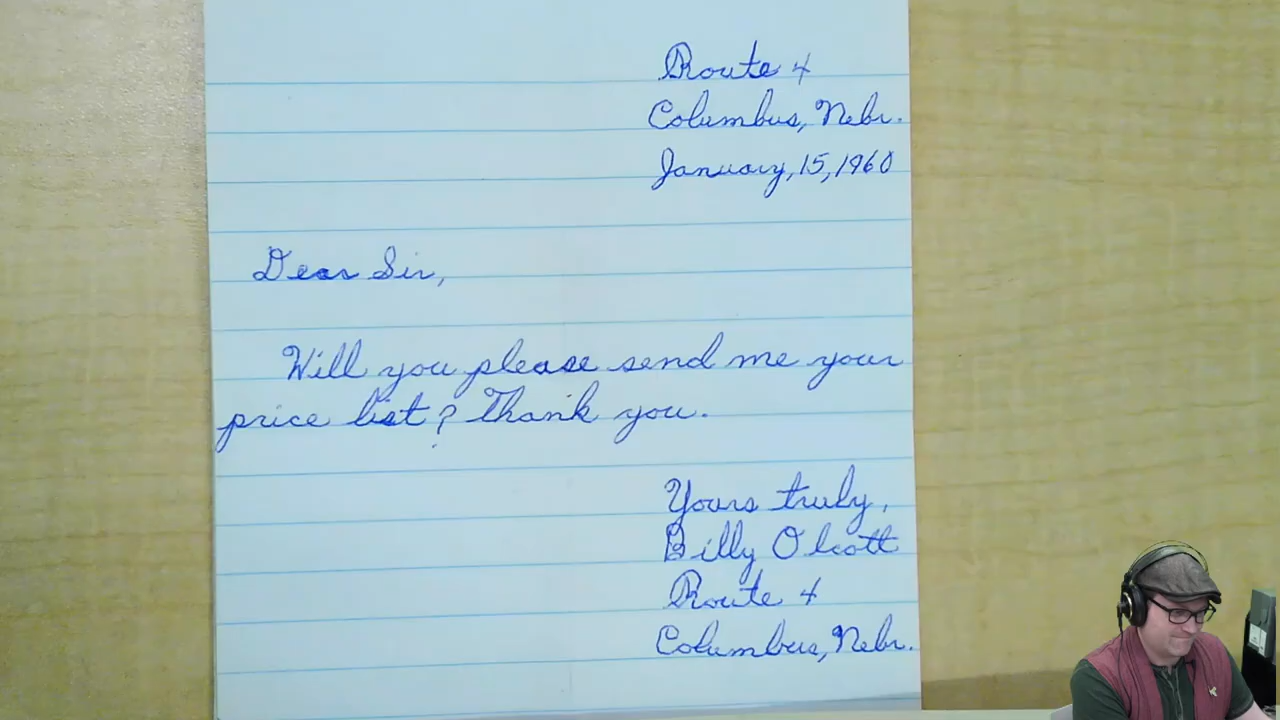 Route 4
Columbus, Nebr.
January, 15, 1960
Dear Sir,
Will you please send me your
price list? Thank you.
Yours truly,
Billy Olcott
Route 4
Columbus, Nebr.